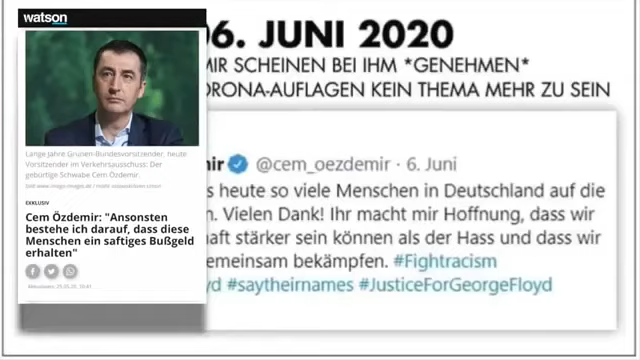 watson
Lange Jahre Grünen-Bundesvorsitzender, heute
Vorsitzender im Verkehrsausschuss: Der
gebürtige Schwabe Cem Özdemir.
EXKLUSIV
Cem Özdemir: "Ansonsten
bestehe ich darauf, dass diese
Menschen ein saftiges Bußgeld
erhalten"
06. JUNI 2020
MIR SCHEINEN BEI IHM *GENEHMEN*
ORONA-AUFLAGEN KEIN THEMA MEHR ZU SEIN
mir @cem_oezdemir · 6. Juni
s heute so viele Menschen in Deutschland auf die
n. Vielen Dank! Ihr macht mir Hoffnung, dass wir
haft stärker sein können als der Hass und dass wir
emeinsam bekämpfen. #Fightracism
yd #saytheirnames #JusticeForGeorgeFloyd